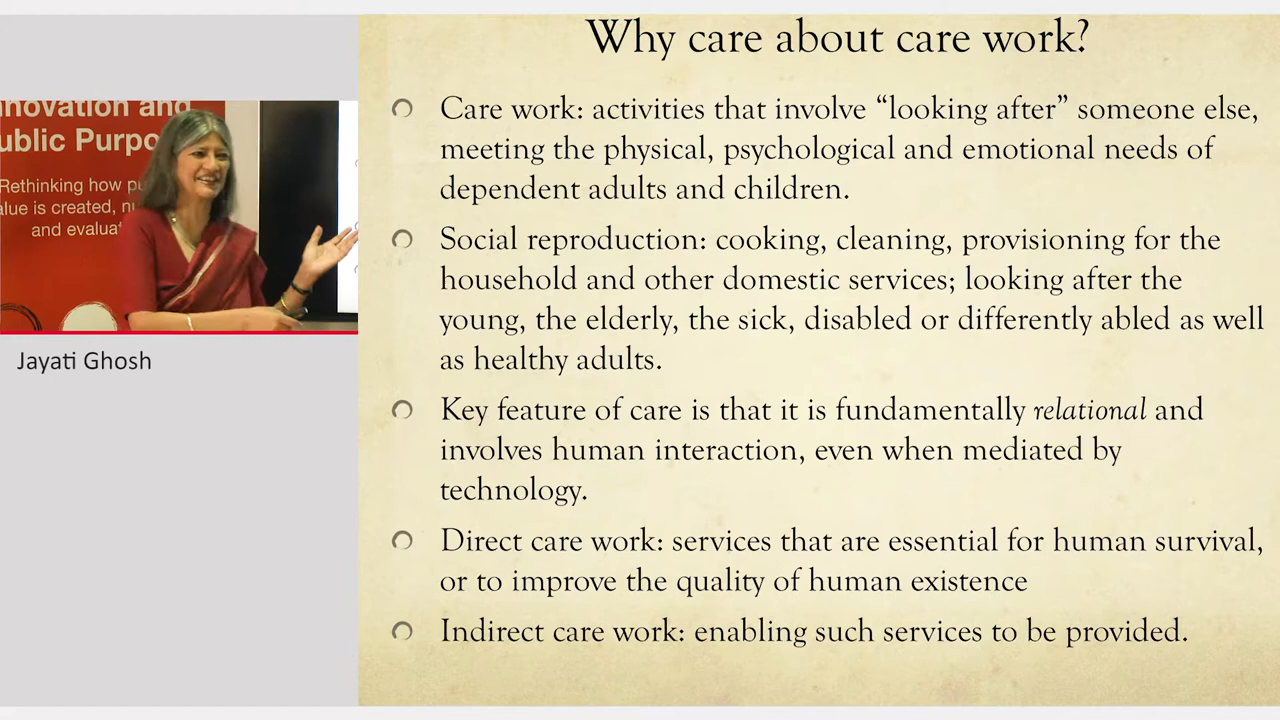 Why care about care work?
Care work: activities that involve “looking after” someone else,
meeting the physical, psychological and emotional needs of
dependent adults and children.
Social reproduction: cooking, cleaning, provisioning for the
household and other domestic services; looking after the
young, the elderly, the sick, disabled or differently abled as well
as healthy adults.
Key feature of care is that it is fundamentally relational and
involves human interaction, even when mediated by
technology.
Direct care work: services that are essential for human survival,
or to improve the quality of human existence
Indirect care work: enabling such services to be provided.
nnovation and
ublic Purpo
Rethinking how pu
alue is created, nu
and evaluat
Jayati Ghosh